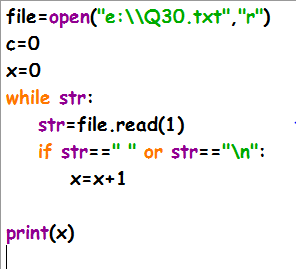 file=open("e:\\Q30.txt","r")
c=0
x=0
while str:
    str=file.read(1)
    if str==" " or str=="\n":
        x=x+1

print(x)